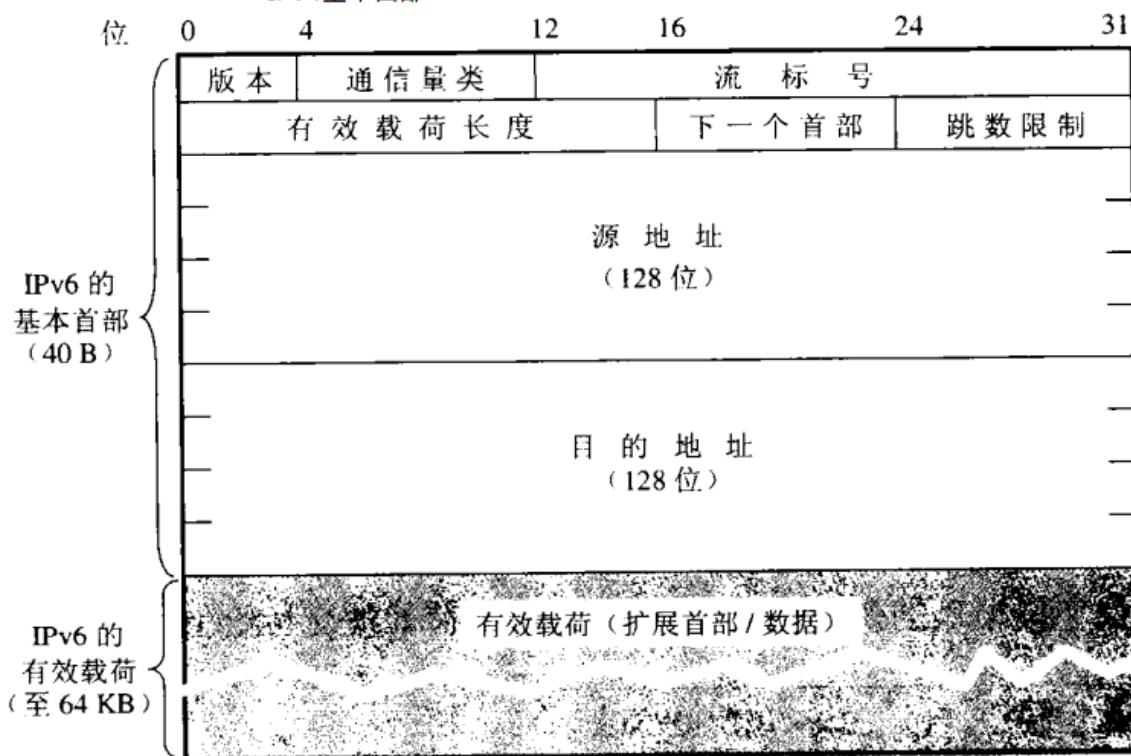 位 0 4 12 16 24 31
版本 通信量类 流标号
有效载荷长度 下一个首部 跳数限制
源地址
（128 位）
IPv6 的
基本首部
（40 B）
目的地址
（128 位）
有效载荷（扩展首部 / 数据）
IPv6 的
有效载荷
（至 64 KB）